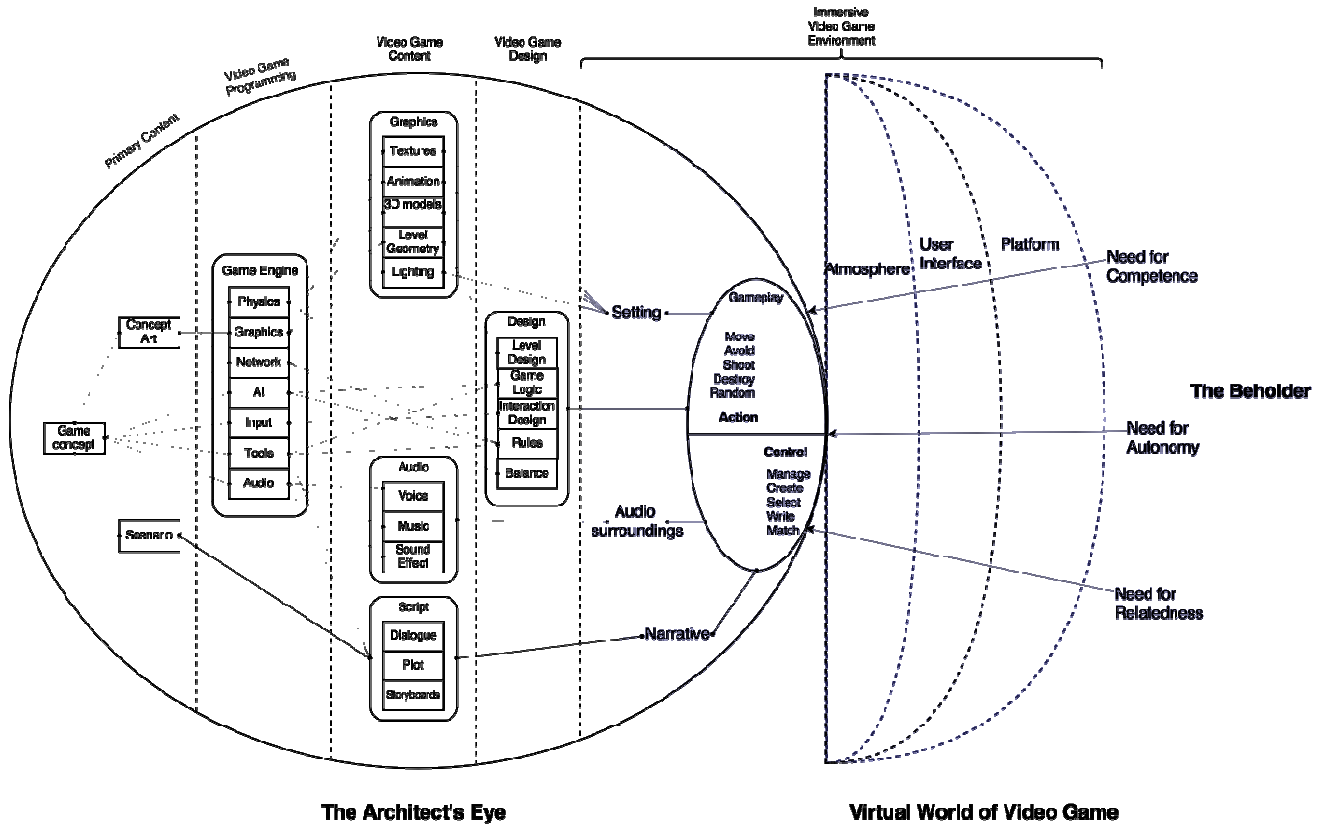 Immersive
Video Game
Environment
Video Game
Content
Video Game
Design
Video Game
Programming
Primary Content
Graphics
Textures
Animation
3D models
Level
Geometry
Lighting
Game Engine
Physics
Graphics
Network
AI
Input
Tools
Audio
Concept
Art
Game
concept
Scenario
Design
Level
Design
Game
Logic
Interaction
Design
Rules
Balance
Audio
Voice
Music
Sound
Effect
Script
Dialogue
Plot
Storyboards
Setting
Audio
surroundings
Narrative
Gameplay
Move
Avoid
Shoot
Destroy
Random
Action
Control
Manage
Create
Select
Write
Match
Atmosphere
User
Interface
Platform
Need for
Competence
The Beholder
Need for
Autonomy
Need for
Relatedness
The Architect's Eye
Virtual World of Video Game